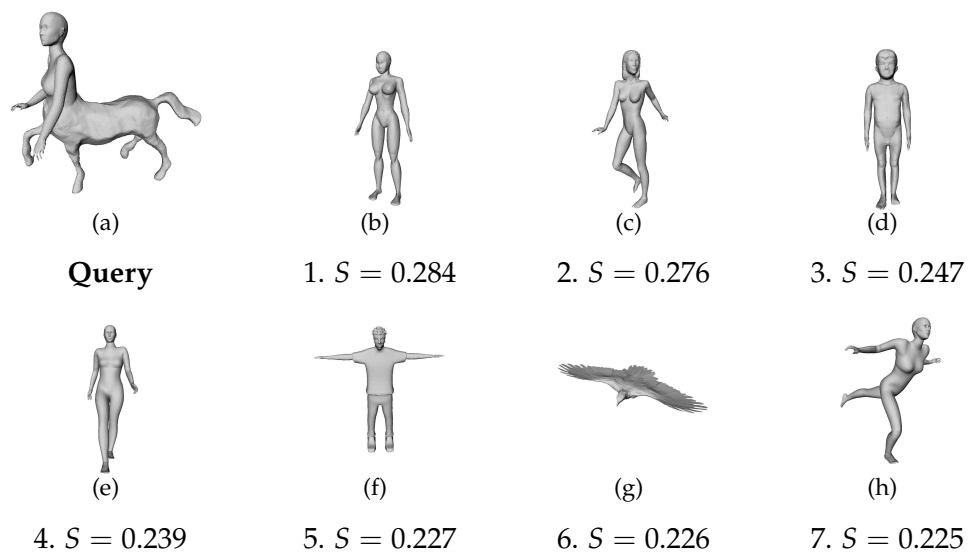 (a) (b) (c) (d)
Query 1. S = 0.284 2. S = 0.276 3. S = 0.247
(e) (f) (g) (h)
4. S = 0.239 5. S = 0.227 6. S = 0.226 7. S = 0.225